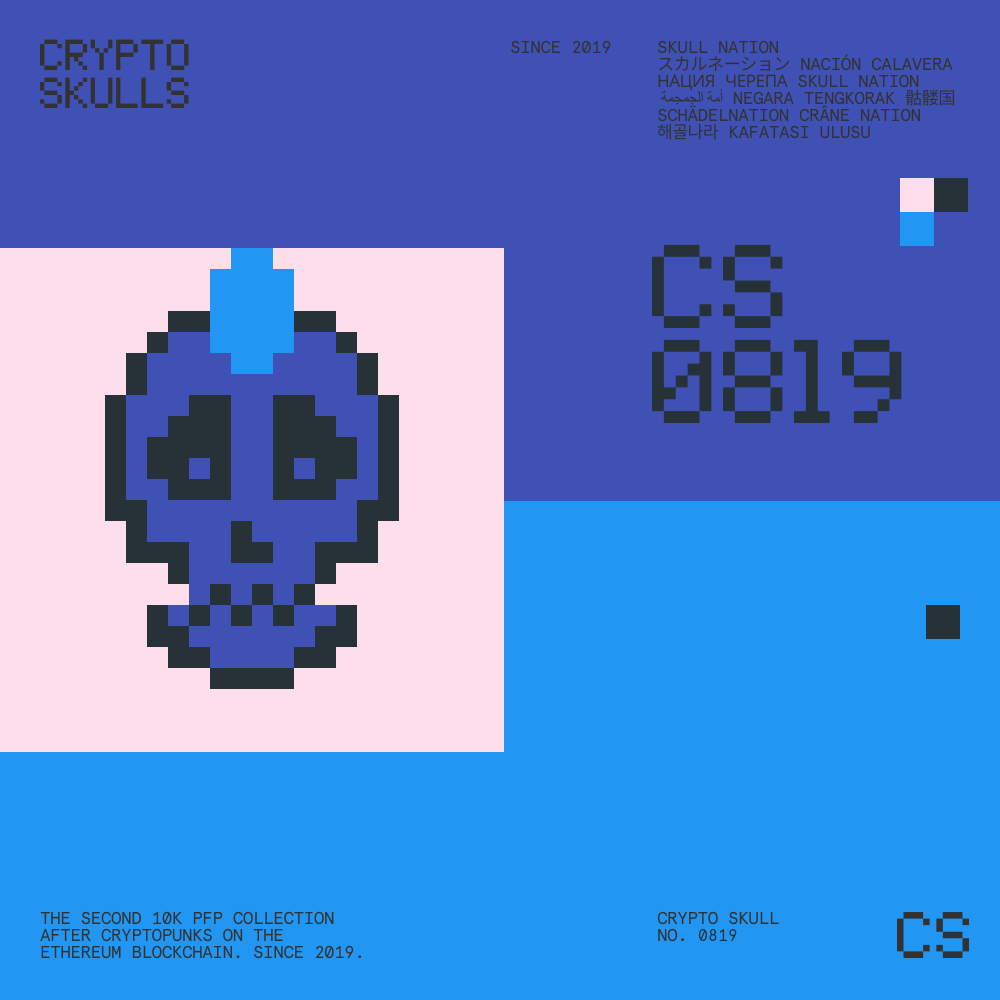 CRYPTO
SKULLS
SINCE 2019
SKULL NATION
スカルネーション NACIÓN CALAVERA
НАЦИЯ ЧЕРЕПА SKULL NATION
أمة الجمجمة NEGARA TENGKORAK 骷髅国
SCHÄDELNATION CRÂNE NATION
해골나라 KAFATASI ULUSU
CS
0819
THE SECOND 10K PFP COLLECTION
AFTER CRYPTOPUNKS ON THE
ETHEREUM BLOCKCHAIN. SINCE 2019.
CRYPTO SKULL
NO. 0819
CS